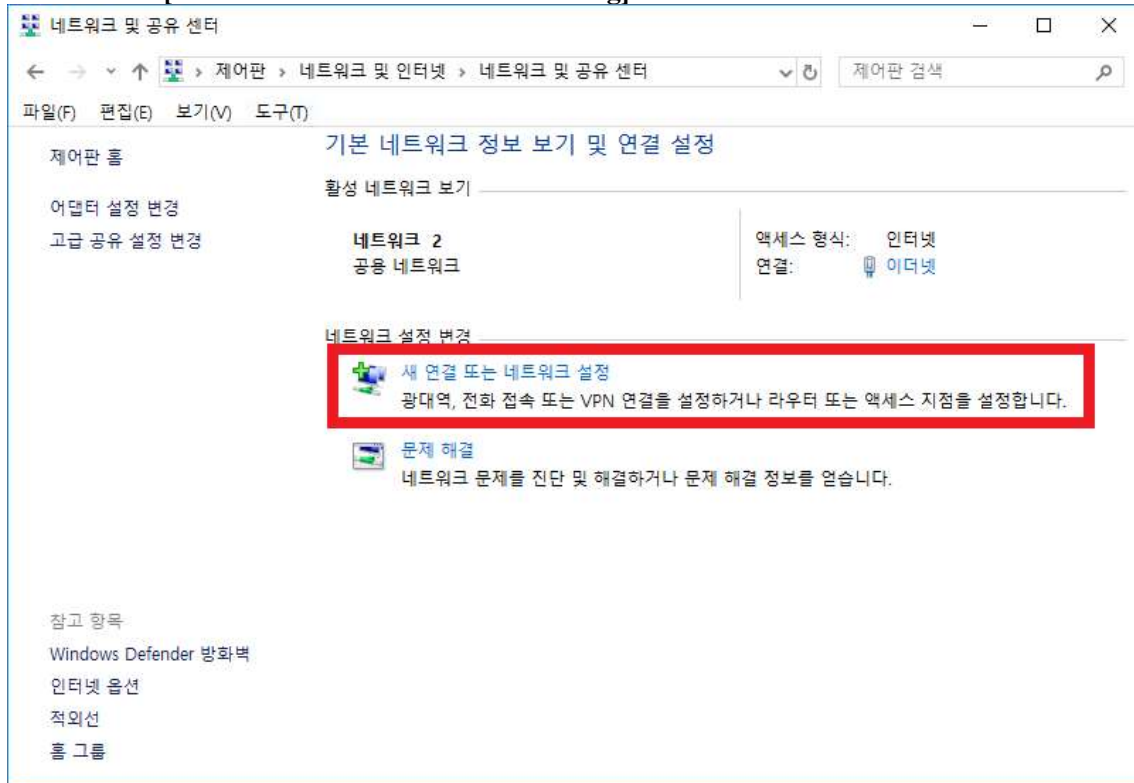 네트워크 및 공유 센터
제어판 › 네트워크 및 인터넷 › 네트워크 및 공유 센터
제어판 검색
파일(F) 편집(E) 보기(V) 도구(T)
제어판 홈
어댑터 설정 변경
고급 공유 설정 변경
기본 네트워크 정보 보기 및 연결 설정
활성 네트워크 보기
네트워크 2
공용 네트워크
액세스 형식: 인터넷
연결: 이더넷
네트워크 설정 변경
새 연결 또는 네트워크 설정
광대역, 전화 접속 또는 VPN 연결을 설정하거나 라우터 또는 액세스 지점을 설정합니다.
문제 해결
네트워크 문제를 진단 및 해결하거나 문제 해결 정보를 얻습니다.
참고 항목
Windows Defender 방화벽
인터넷 옵션
적외선
홈 그룹